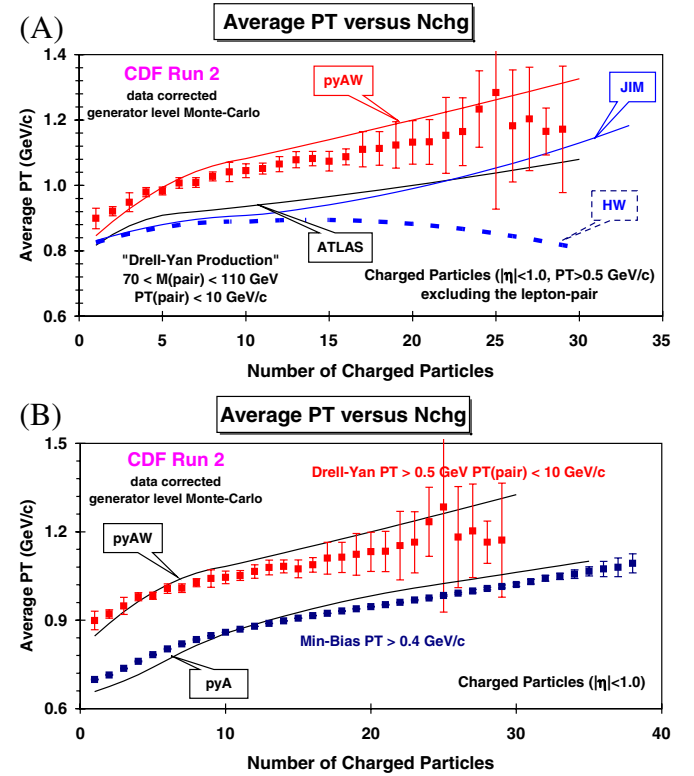 (A)
Average PT versus Nchg
CDF Run 2
data corrected
generator level Monte-Carlo
pyAW
JIM
HW
ATLAS
"Drell-Yan Production"
70 < M(pair) < 110 GeV
PT(pair) < 10 GeV/c
Charged Particles (|η|<1.0, PT>0.5 GeV/c)
excluding the lepton-pair
Average PT (GeV/c)
1.4
1.2
1.0
0.8
0.6
0 5 10 15 20 25 30 35
Number of Charged Particles
(B)
Average PT versus Nchg
CDF Run 2
data corrected
generator level Monte-Carlo
Drell-Yan PT > 0.5 GeV PT(pair) < 10 GeV/c
pyAW
Min-Bias PT > 0.4 GeV/c
pyA
Charged Particles (|η|<1.0)
Average PT (GeV/c)
1.5
1.2
0.9
0.6
0 10 20 30 40
Number of Charged Particles